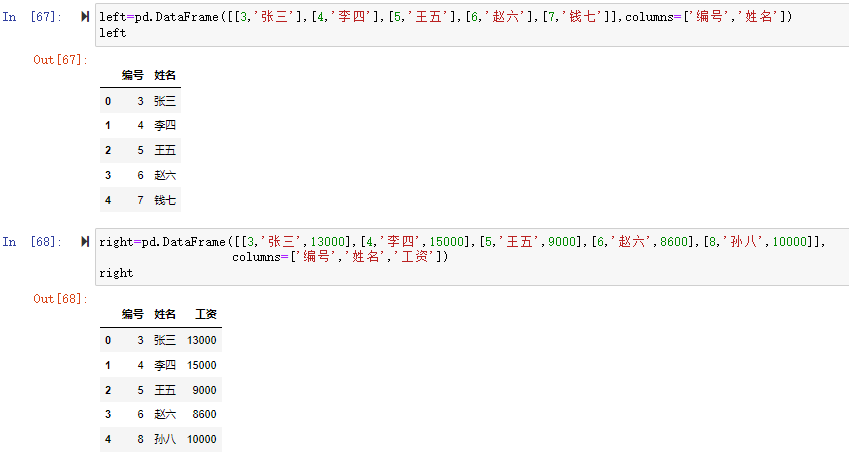 In [67]: left=pd.DataFrame([[3,'张三'],[4,'李四'],[5,'王五'],[6,'赵六'],[7,'钱七']],columns=['编号','姓名'])
left
Out[67]:
编号 姓名
0 3 张三
1 4 李四
2 5 王五
3 6 赵六
4 7 钱七
In [68]: right=pd.DataFrame([[3,'张三',13000],[4,'李四',15000],[5,'王五',9000],[6,'赵六',8600],[8,'孙八',10000]],
columns=['编号','姓名','工资'])
right
Out[68]:
编号 姓名 工资
0 3 张三 13000
1 4 李四 15000
2 5 王五 9000
3 6 赵六 8600
4 8 孙八 10000